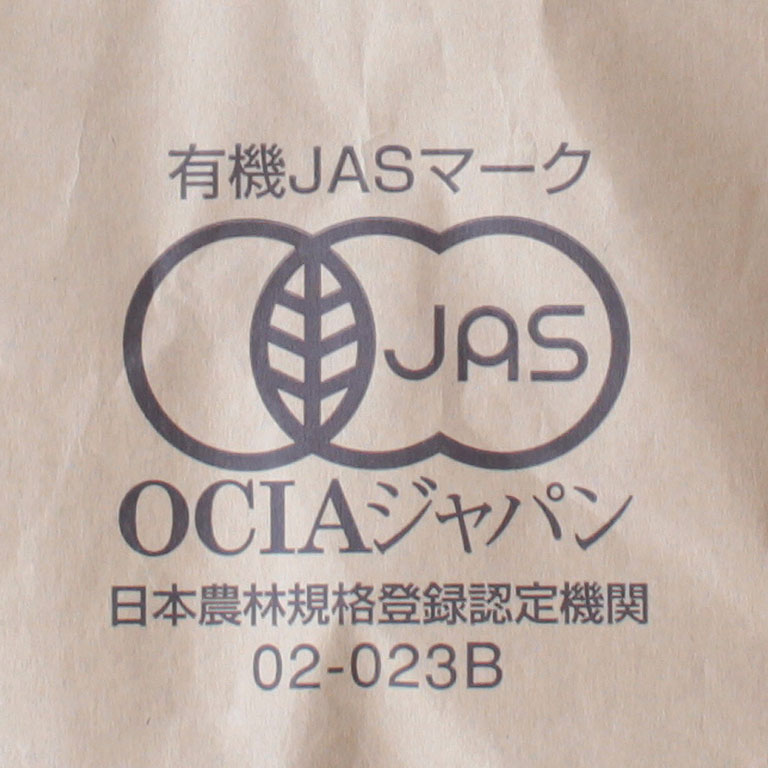 有機JASマーク
JAS
OCIAジャパン
日本農林規格登録認定機関
02-023B